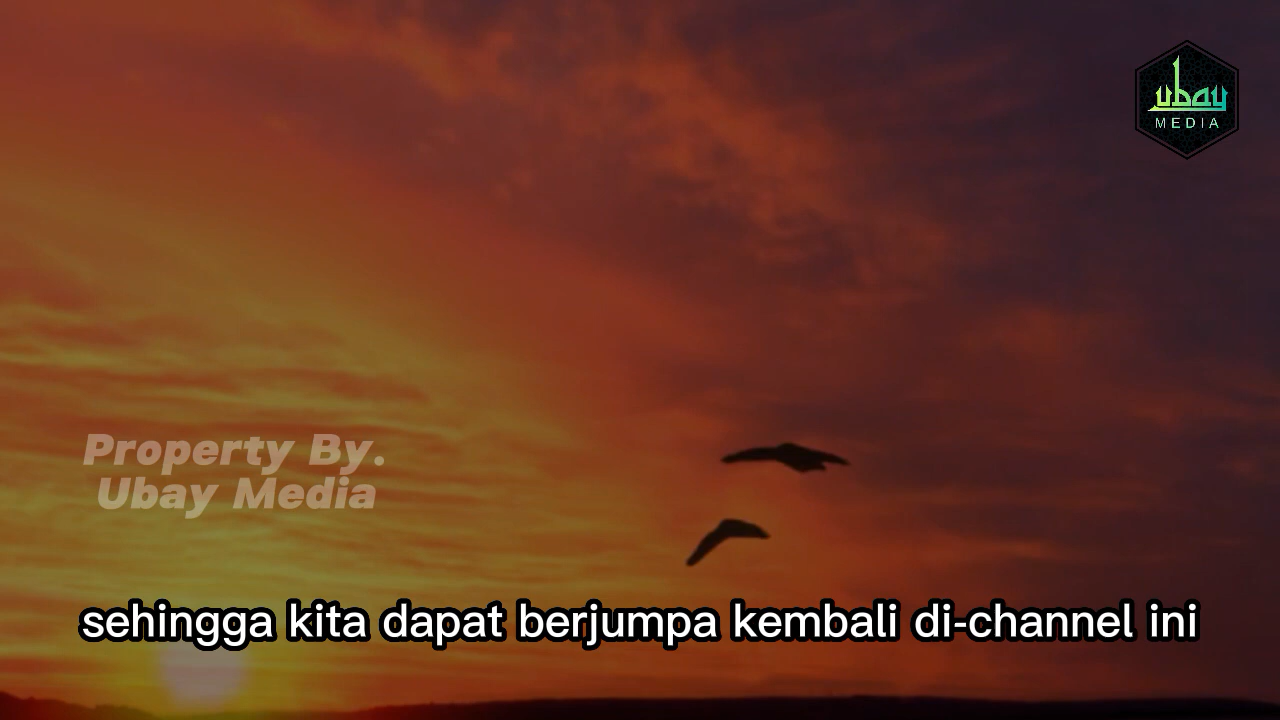 ubay
MEDIA
Property By.
Ubay Media
sehingga kita dapat berjumpa kembali di-channel ini